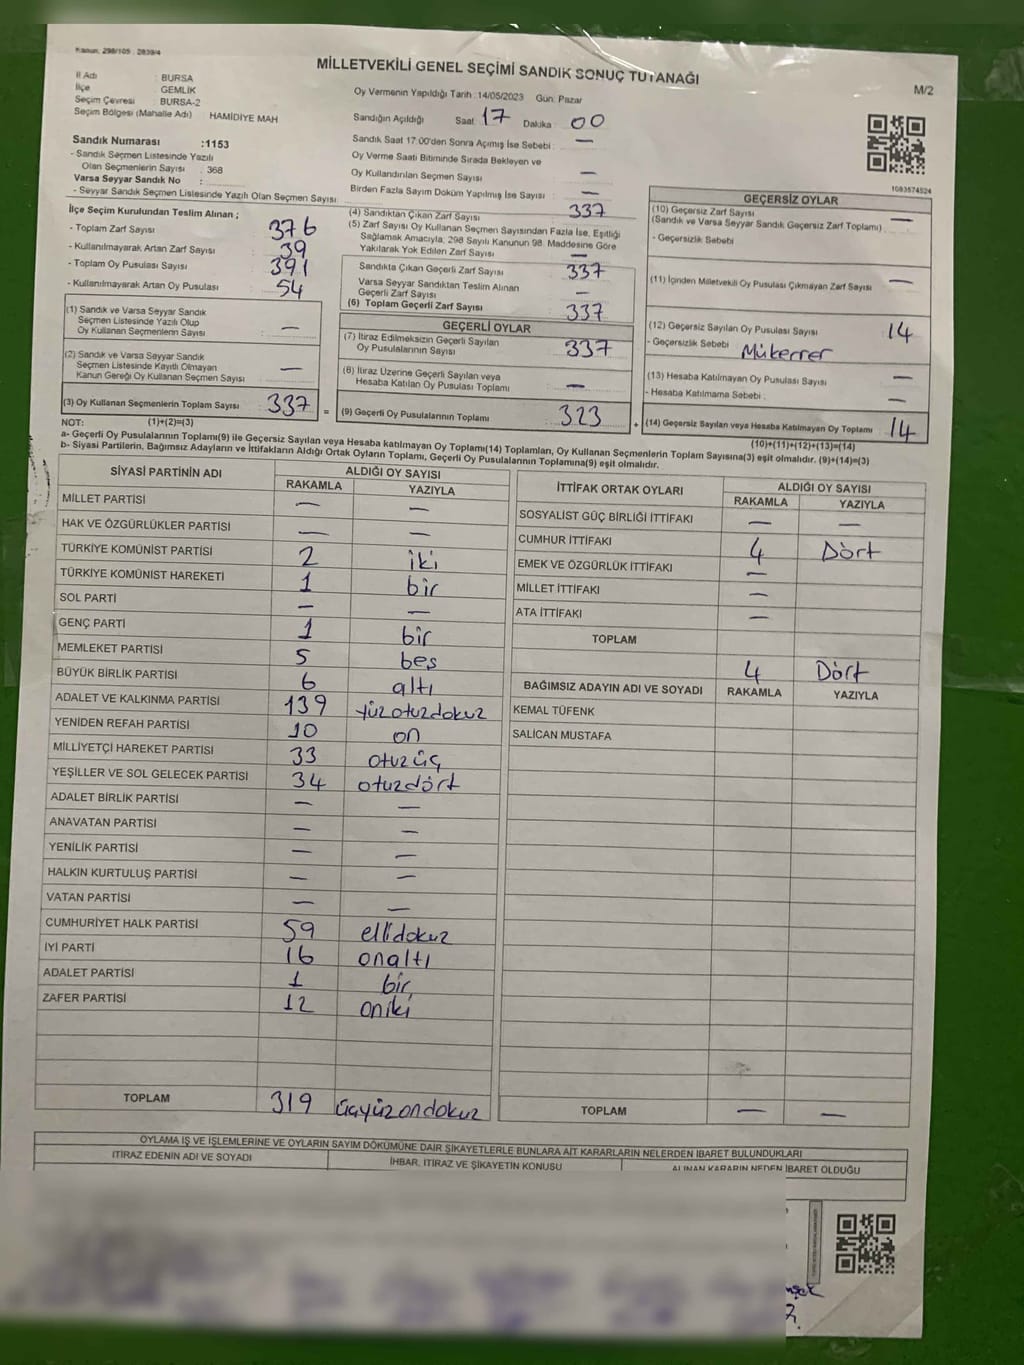 Kanun: 298/105 : 2839/4
MİLLETVEKİLİ GENEL SEÇİMİ SANDIK SONUÇ TUTANAĞI
M/2
İl Adı : BURSA
İlçe : GEMLİK
Seçim Çevresi : BURSA-2
Seçim Bölgesi (Mahalle Adı) HAMİDİYE MAH
Oy Vermenin Yapıldığı Tarih :14/05/2023 Gün: Pazar
Sandığın Açıldığı Saat 17 Dakika 00
Sandık Saat 17:00'den Sonra Açımış İse Sebebi : —
Oy Verme Saati Bitiminde Sırada Bekleyen ve
Oy Kullandırılan Seçmen Sayısı —
Birden Fazla Sayım Döküm Yapılmış İse Sayısı : —
1083574524
Sandık Numarası :1153
- Sandık Seçmen Listesinde Yazılı
Olan Seçmenlerin Sayısı : 368
Varsa Seyyar Sandık No :
- Seyyar Sandık Seçmen Listesinde Yazılı Olan Seçmen Sayısı :
İlçe Seçim Kurulundan Teslim Alınan ;
- Toplam Zarf Sayısı 376
- Kullanılmayarak Artan Zarf Sayısı 39
- Toplam Oy Pusulası Sayısı 391
- Kullanılmayarak Artan Oy Pusulası 54
(1) Sandık ve Varsa Seyyar Sandık
Seçmen Listesinde Yazılı Olup
Oy Kullanan Seçmenlerin Sayısı —
(2) Sandık ve Varsa Seyyar Sandık
Seçmen Listesinde Kayıtlı Olmayan
Kanun Gereği Oy Kullanan Seçmen Sayısı —
(3) Oy Kullanan Seçmenlerin Toplam Sayısı 337 =
(4) Sandıktan Çıkan Zarf Sayısı 337
(5) Zarf Sayısı Oy Kullanan Seçmen Sayısından Fazla İse, Eşitliği
Sağlamak Amacıyla, 298 Sayılı Kanunun 98. Maddesine Göre
Yakılarak Yok Edilen Zarf Sayısı —
Sandıkta Çıkan Geçerli Zarf Sayısı 337
Varsa Seyyar Sandıktan Teslim Alınan
Geçerli Zarf Sayısı —
(6) Toplam Geçerli Zarf Sayısı 337
GEÇERLİ OYLAR
(7) İtiraz Edilmeksizin Geçerli Sayılan
Oy Pusulalarının Sayısı 337
(8) İtiraz Üzerine Geçerli Sayılan veya
Hesaba Katılan Oy Pusulası Toplamı —
(9) Geçerli Oy Pusulalarının Toplamı 323 +
GEÇERSİZ OYLAR
(10) Geçersiz Zarf Sayısı
(Sandık ve Varsa Seyyar Sandık Geçersiz Zarf Toplamı) —
- Geçersizlik Sebebi
(11) İçinden Milletvekili Oy Pusulası Çıkmayan Zarf Sayısı —
(12) Geçersiz Sayılan Oy Pusulası Sayısı 14
- Geçersizlik Sebebi Mükerrer
(13) Hesaba Katılmayan Oy Pusulası Sayısı —
- Hesaba Katılmama Sebebi : —
(14) Geçersiz Sayılan veya Hesaba Katılmayan Oy Toplamı 14
NOT: (1)+(2)=(3)
(10)+(11)+(12)+(13)=(14)
a- Geçerli Oy Pusulalarının Toplamı(9) ile Geçersiz Sayılan veya Hesaba katılmayan Oy Toplamı(14) Toplamları, Oy Kullanan Seçmenlerin Toplam Sayısına(3) eşit olmalıdır. (9)+(14)=(3)
b- Siyasi Partilerin, Bağımsız Adayların ve İttifakların Aldığı Ortak Oyların Toplamı, Geçerli Oy Pusulalarının Toplamına(9) eşit olmalıdır.
SİYASİ PARTİNİN ADI ALDIĞI OY SAYISI
RAKAMLA YAZIYLA
MİLLET PARTİSİ — —
HAK VE ÖZGÜRLÜKLER PARTİSİ — —
TÜRKİYE KOMÜNİST PARTİSİ 2 iki
TÜRKİYE KOMÜNİST HAREKETİ 1 bir
SOL PARTİ — —
GENÇ PARTİ 1 bir
MEMLEKET PARTİSİ 5 beş
BÜYÜK BİRLİK PARTİSİ 6 altı
ADALET VE KALKINMA PARTİSİ 139 yüzotuzdokuz
YENİDEN REFAH PARTİSİ 10 on
MİLLİYETÇİ HAREKET PARTİSİ 33 otuzüç
YEŞİLLER VE SOL GELECEK PARTİSİ 34 otuzdört
ADALET BİRLİK PARTİSİ — —
ANAVATAN PARTİSİ — —
YENİLİK PARTİSİ — —
HALKIN KURTULUŞ PARTİSİ — —
VATAN PARTİSİ — —
CUMHURİYET HALK PARTİSİ 59 ellidokuz
İYİ PARTİ 16 onaltı
ADALET PARTİSİ 1 bir
ZAFER PARTİSİ 12 oniki
TOPLAM 319 üçyüzondokuz
İTTİFAK ORTAK OYLARI ALDIĞI OY SAYISI
RAKAMLA YAZIYLA
SOSYALİST GÜÇ BİRLİĞİ İTTİFAKI — —
CUMHUR İTTİFAKI 4 Dört
EMEK VE ÖZGÜRLÜK İTTİFAKI —
MİLLET İTTİFAKI —
ATA İTTİFAKI —
TOPLAM 4 Dört
BAĞIMSIZ ADAYIN ADI VE SOYADI RAKAMLA YAZIYLA
KEMAL TÜFENK
SALİCAN MUSTAFA
TOPLAM — —
OYLAMA İŞ VE İŞLEMLERİNE VE OYLARIN SAYIM DÖKÜMÜNE DAİR ŞİKAYETLERLE BUNLARA AİT KARARLARIN NELERDEN İBARET BULUNDUKLARI
İTİRAZ EDENİN ADI VE SOYADI İHBAR, İTİRAZ VE ŞİKAYETİN KONUSU ALINAN KARARIN NEDEN İBARET OLDUĞU